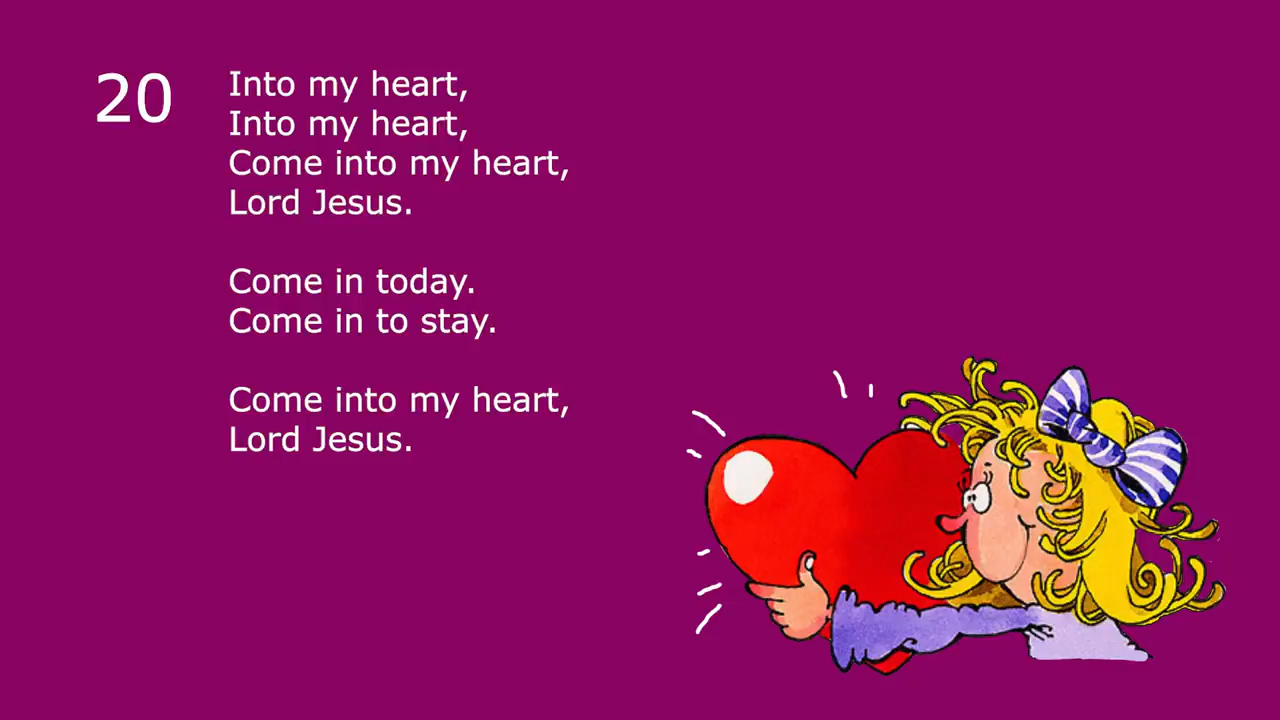 20
Into my heart,
Into my heart,
Come into my heart,
Lord Jesus.
Come in today.
Come in to stay.
Come into my heart,
Lord Jesus.